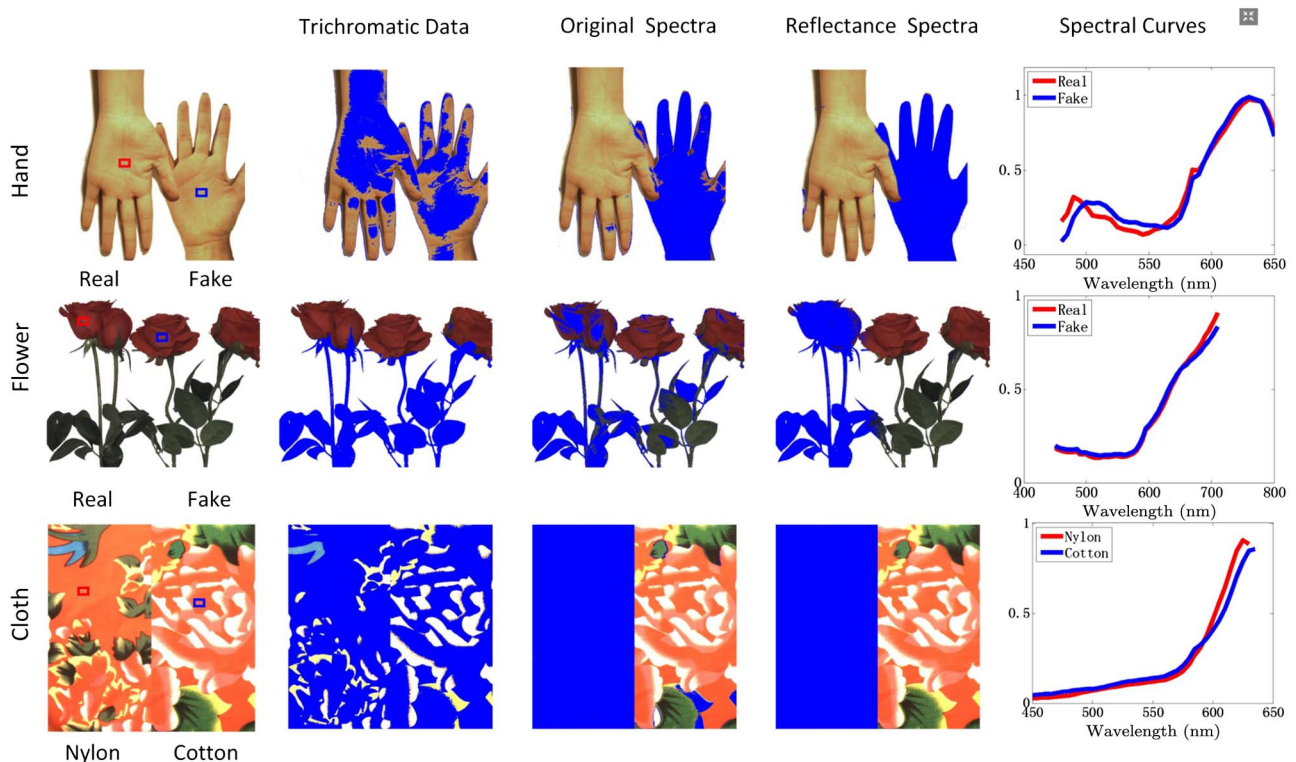 Trichromatic Data
Original Spectra
Reflectance Spectra
Spectral Curves
Hand
Real
Fake
1
0.5
0
450
500
550
600
650
Wavelength (nm)
Real
Fake
Flower
Real
Fake
1
0.5
0
400
500
600
700
800
Wavelength (nm)
Real
Fake
Cloth
Nylon
Cotton
1
0.5
0
450
500
550
600
650
Wavelength (nm)
Nylon
Cotton